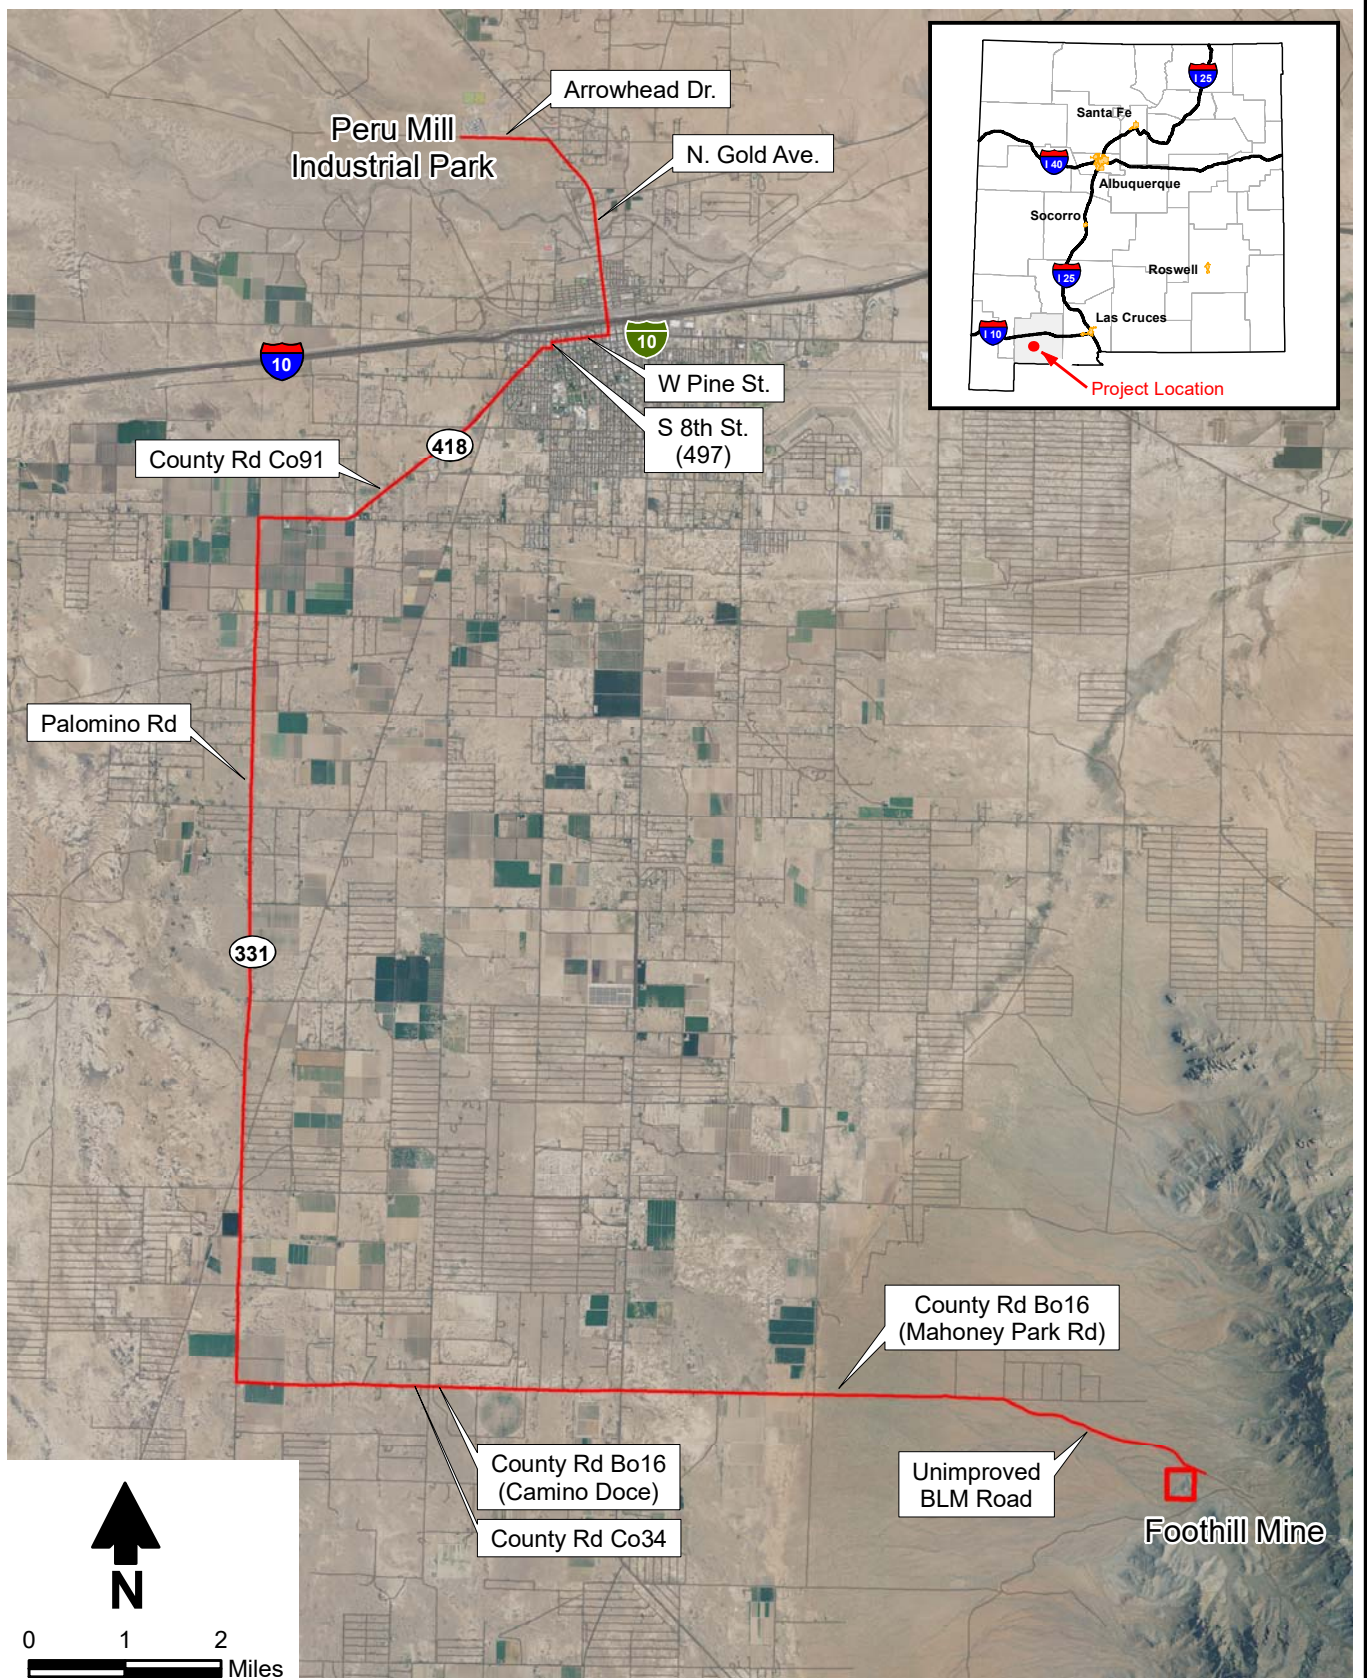 Arrowhead Dr.
Peru Mill
Industrial Park
N. Gold Ave.
10
10
W Pine St.
S 8th St.
(497)
418
County Rd Co91
Palomino Rd
331
County Rd Bo16
(Mahoney Park Rd)
County Rd Bo16
(Camino Doce)
County Rd Co34
Unimproved
BLM Road
Foothill Mine
N
0 1 2
Miles
I 25
Santa Fe
I 40
Albuquerque
Socorro
Roswell
I 25
Las Cruces
I 10
Project Location